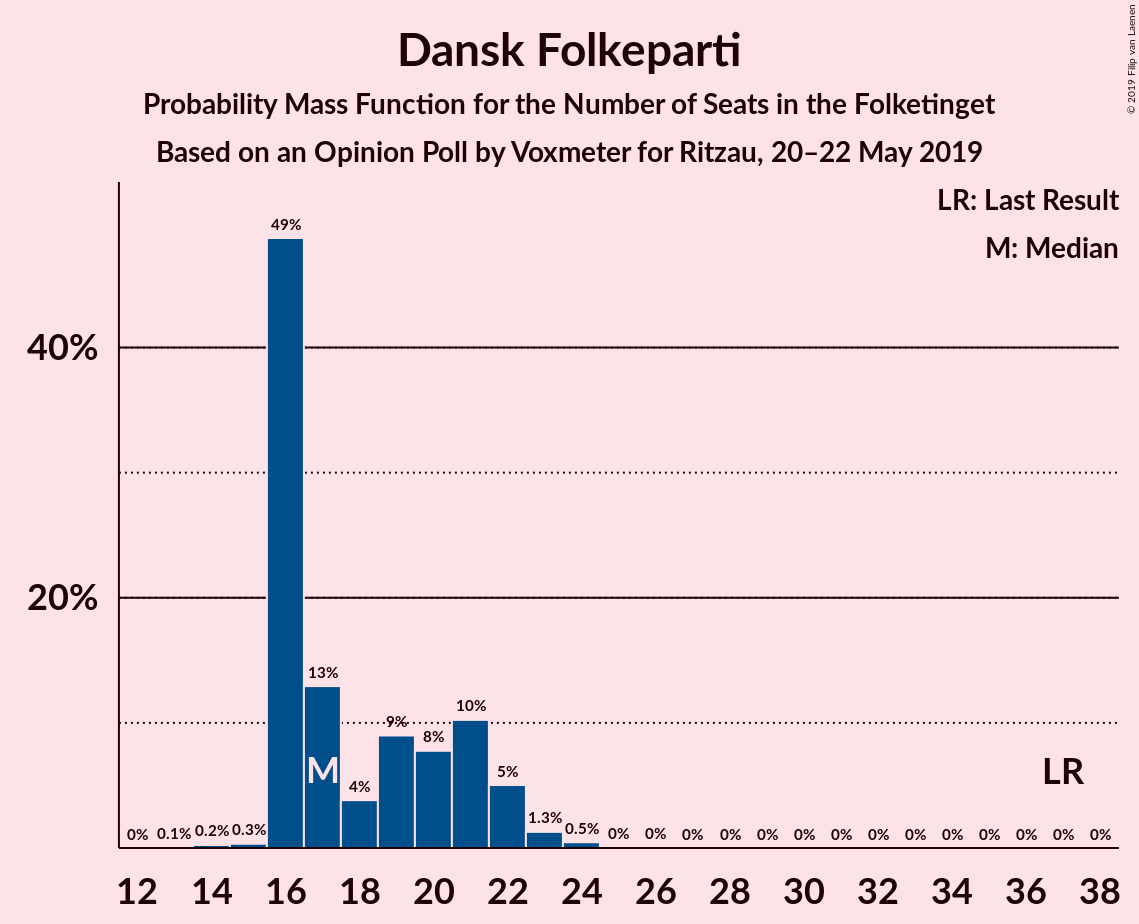 Dansk Folkeparti
Probability Mass Function for the Number of Seats in the Folketinget
Based on an Opinion Poll by Voxmeter for Ritzau, 20–22 May 2019
© 2019 Filip van Laenen
LR: Last Result
M: Median
40%
20%
0% 0.1% 0.2% 0.3% 49% 13% 4% 9% 8% 10% 5% 1.3% 0.5% 0% 0% 0% 0% 0% 0% 0% 0% 0% 0% 0% 0% 0% 0%
M LR
12 14 16 18 20 22 24 26 28 30 32 34 36 38